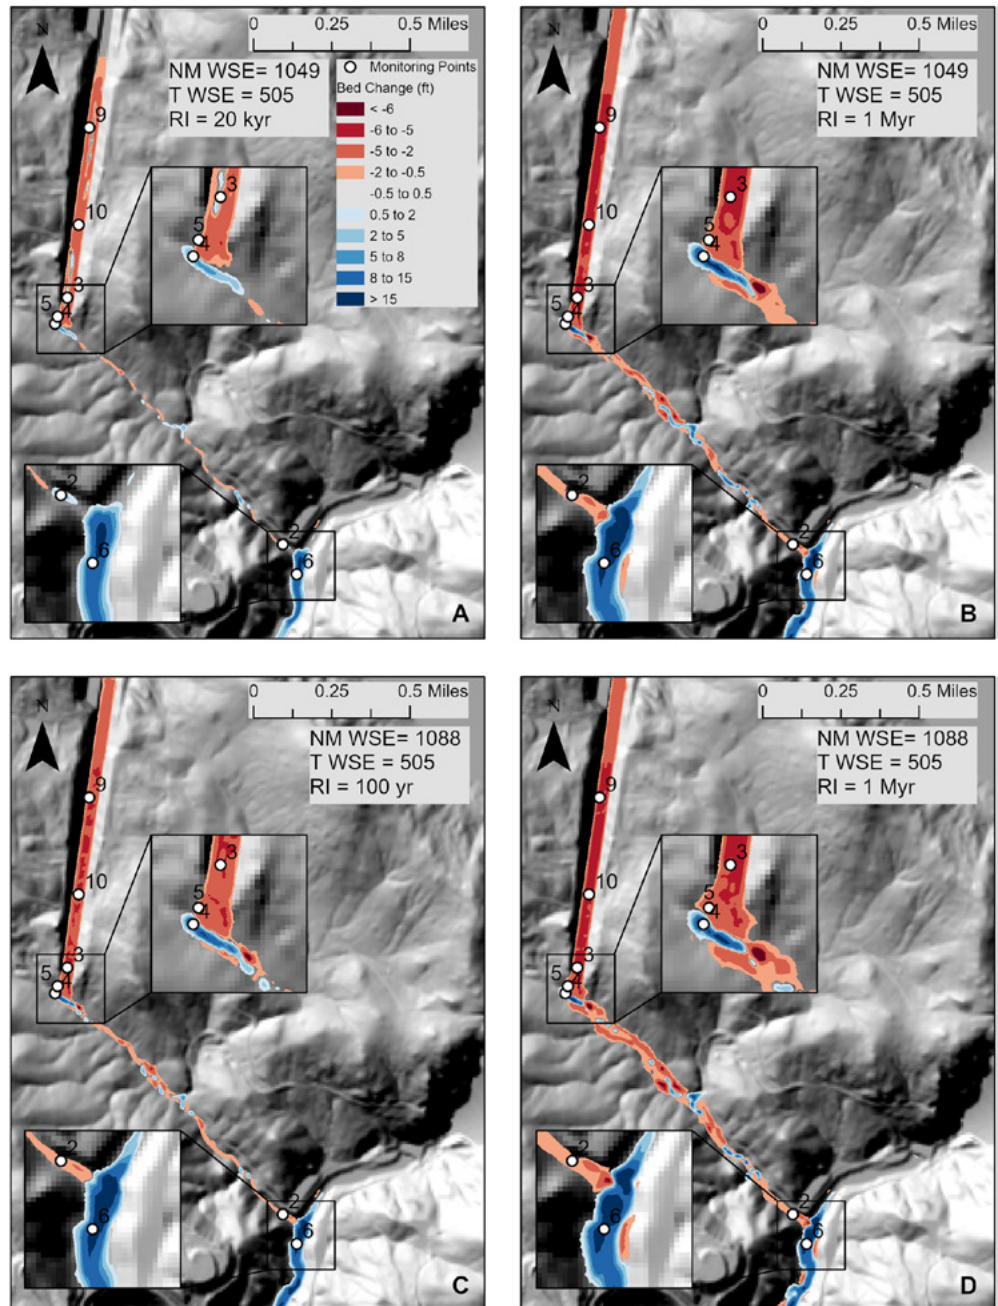 N
0 0.25 0.5 Miles
NM WSE= 1049
T WSE = 505
RI = 20 kyr
Monitoring Points
Bed Change (ft)
< -6
-6 to -5
-5 to -2
-2 to -0.5
-0.5 to 0.5
0.5 to 2
2 to 5
5 to 8
8 to 15
> 15
9
10
3
5
4
3
5
4
2
6
2
6
A
N
0 0.25 0.5 Miles
NM WSE= 1049
T WSE = 505
RI = 1 Myr
9
10
3
5
4
3
5
4
2
6
2
6
B
N
0 0.25 0.5 Miles
NM WSE= 1088
T WSE = 505
RI = 100 yr
9
10
3
5
4
3
5
4
2
6
2
6
C
N
0 0.25 0.5 Miles
NM WSE= 1088
T WSE = 505
RI = 1 Myr
9
10
3
5
4
3
5
4
2
6
2
6
D